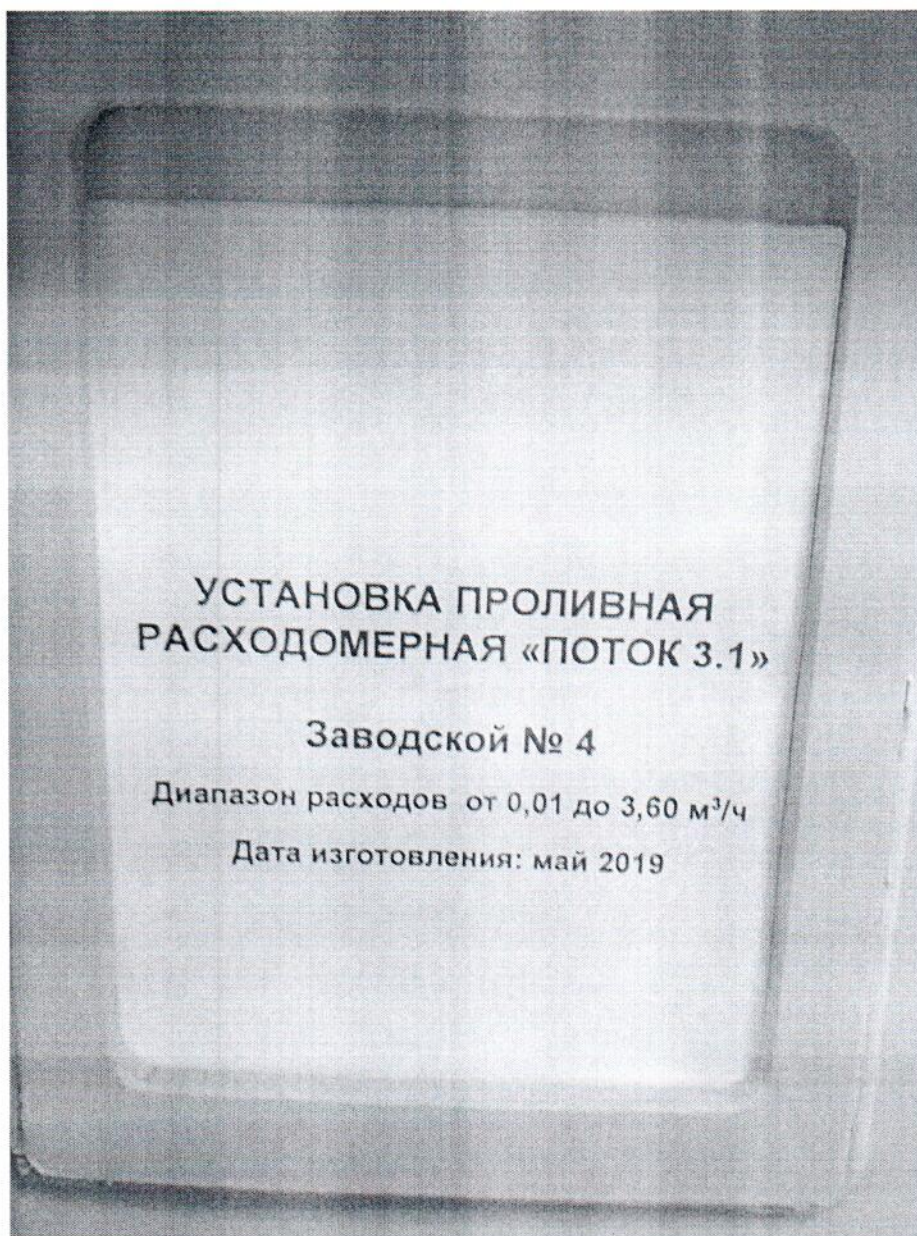 УСТАНОВКА ПРОЛИВНАЯ
РАСХОДОМЕРНАЯ «ПОТОК 3.1»
Заводской № 4
Диапазон расходов от 0,01 до 3,60 м³/ч
Дата изготовления: май 2019